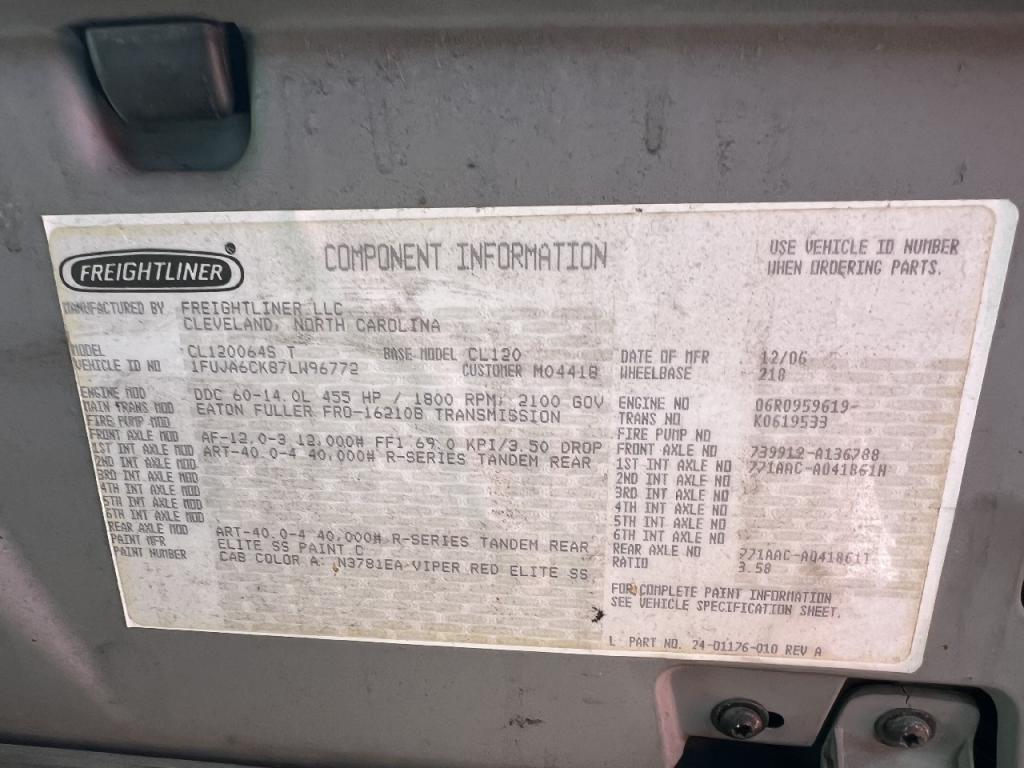 FREIGHTLINER
COMPONENT INFORMATION
USE VEHICLE ID NUMBER
WHEN ORDERING PARTS.
MANUFACTURED BY FREIGHTLINER LLC
CLEVELAND, NORTH CAROLINA
MODEL CL120064S T BASE MODEL CL120 DATE OF MFR 12/06
VEHICLE ID NO 1FUJA6CK87LW96772 CUSTOMER M04418 WHEELBASE 218
ENGINE MOD DDC 60-14.0L 455 HP / 1800 RPM; 2100 GOV ENGINE NO 06R0959619-
MAIN TRANS MOD EATON FULLER FRO-16210B TRANSMISSION TRANS NO K0619533
FIRE PUMP MOD FIRE PUMP NO
FRONT AXLE MOD AF-12.0-3 12,000# FF1 69.0 KPI/3.50 DROP FRONT AXLE NO 739912-A136788
1ST INT AXLE MOD ART-40.0-4 40,000# R-SERIES TANDEM REAR 1ST INT AXLE NO 771AAC-A041861H
2ND INT AXLE MOD 2ND INT AXLE NO
3RD INT AXLE MOD 3RD INT AXLE NO
4TH INT AXLE MOD 4TH INT AXLE NO
5TH INT AXLE MOD 5TH INT AXLE NO
6TH INT AXLE MOD 6TH INT AXLE NO
REAR AXLE MOD ART-40.0-4 40,000# R-SERIES TANDEM REAR REAR AXLE NO 771AAC-A041861T
PAINT MFR ELITE SS PAINT C RATIO 3.58
PAINT NUMBER CAB COLOR A: N3781EA VIPER RED ELITE SS
FOR COMPLETE PAINT INFORMATION
SEE VEHICLE SPECIFICATION SHEET.
L PART NO. 24-01176-010 REV A